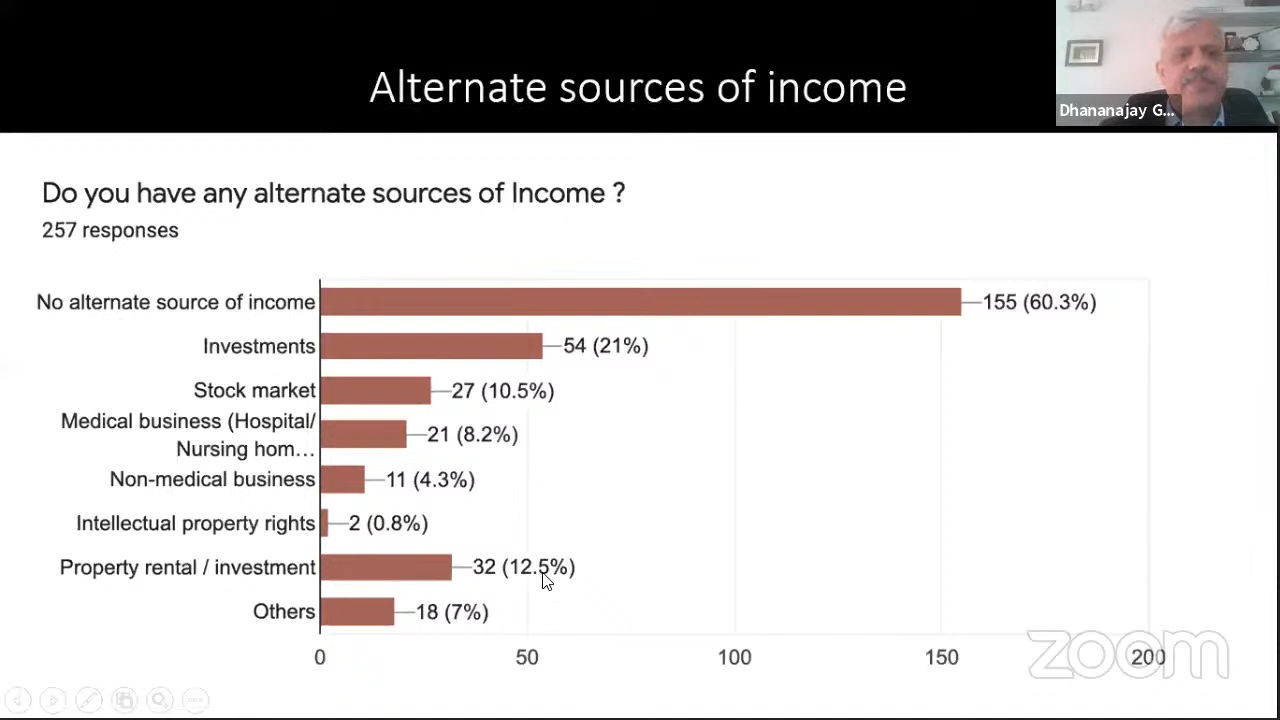 Alternate sources of income
Dhananajay G...
Do you have any alternate sources of Income ?
257 responses
No alternate source of income
155 (60.3%)
Investments
54 (21%)
Stock market
27 (10.5%)
Medical business (Hospital/
Nursing hom…
21 (8.2%)
Non-medical business
11 (4.3%)
Intellectual property rights
2 (0.8%)
Property rental / investment
32 (12.5%)
Others
18 (7%)
0 50 100 150 200
zoom